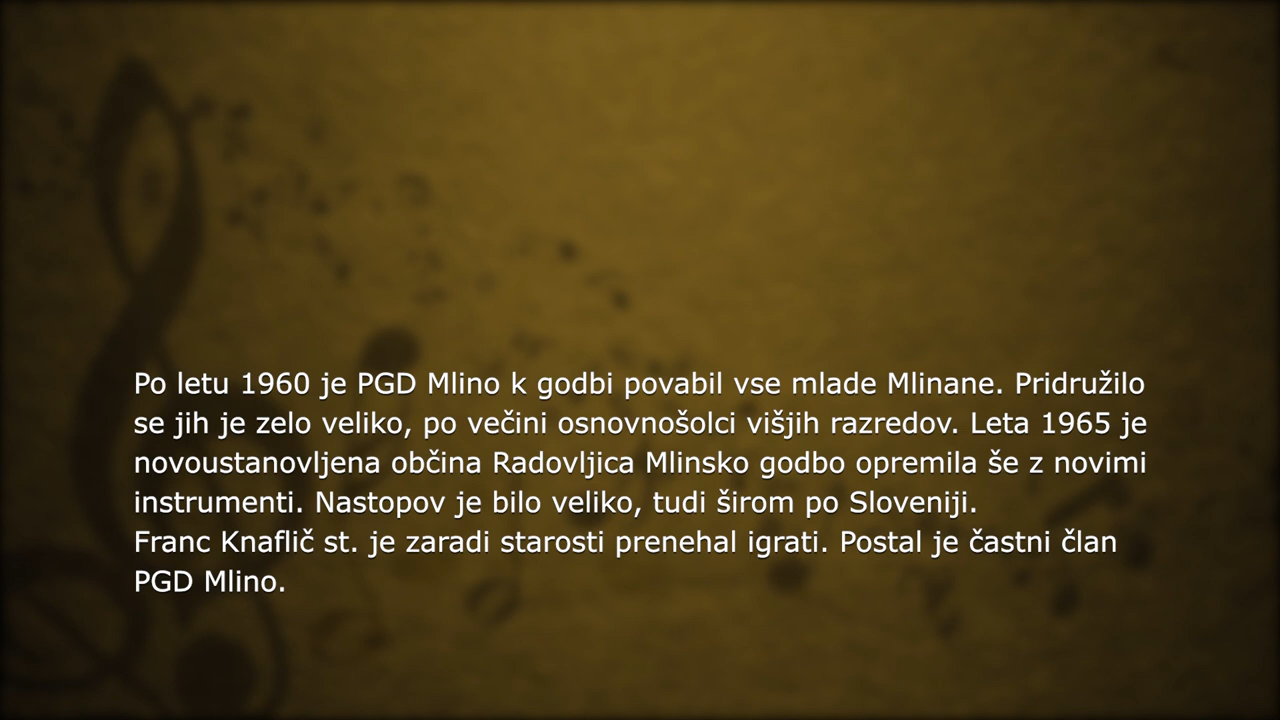 Po letu 1960 je PGD Mlino k godbi povabil vse mlade Mlinane. Pridružilo
se jih je zelo veliko, po večini osnovnošolci višjih razredov. Leta 1965 je
novoustanovljena občina Radovljica Mlinsko godbo opremila še z novimi
instrumenti. Nastopov je bilo veliko, tudi širom po Sloveniji.
Franc Knaflič st. je zaradi starosti prenehal igrati. Postal je častni član
PGD Mlino.